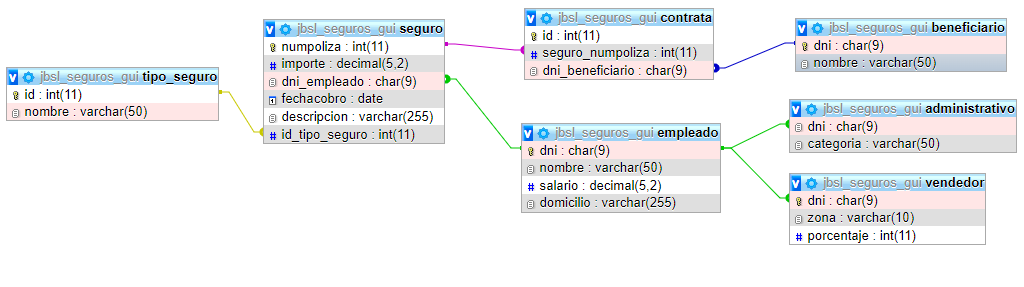 jbsl_seguros_gui tipo_seguro
id : int(11)
nombre : varchar(50)
jbsl_seguros_gui seguro
numpoliza : int(11)
importe : decimal(5,2)
dni_empleado : char(9)
fechacobro : date
descripcion : varchar(255)
id_tipo_seguro : int(11)
jbsl_seguros_gui contrata
id : int(11)
seguro_numpoliza : int(11)
dni_beneficiario : char(9)
jbsl_seguros_gui empleado
dni : char(9)
nombre : varchar(50)
salario : decimal(5,2)
domicilio : varchar(255)
jbsl_seguros_gui beneficiario
dni : char(9)
nombre : varchar(50)
jbsl_seguros_gui administrativo
dni : char(9)
categoria : varchar(50)
jbsl_seguros_gui vendedor
dni : char(9)
zona : varchar(10)
porcentaje : int(11)